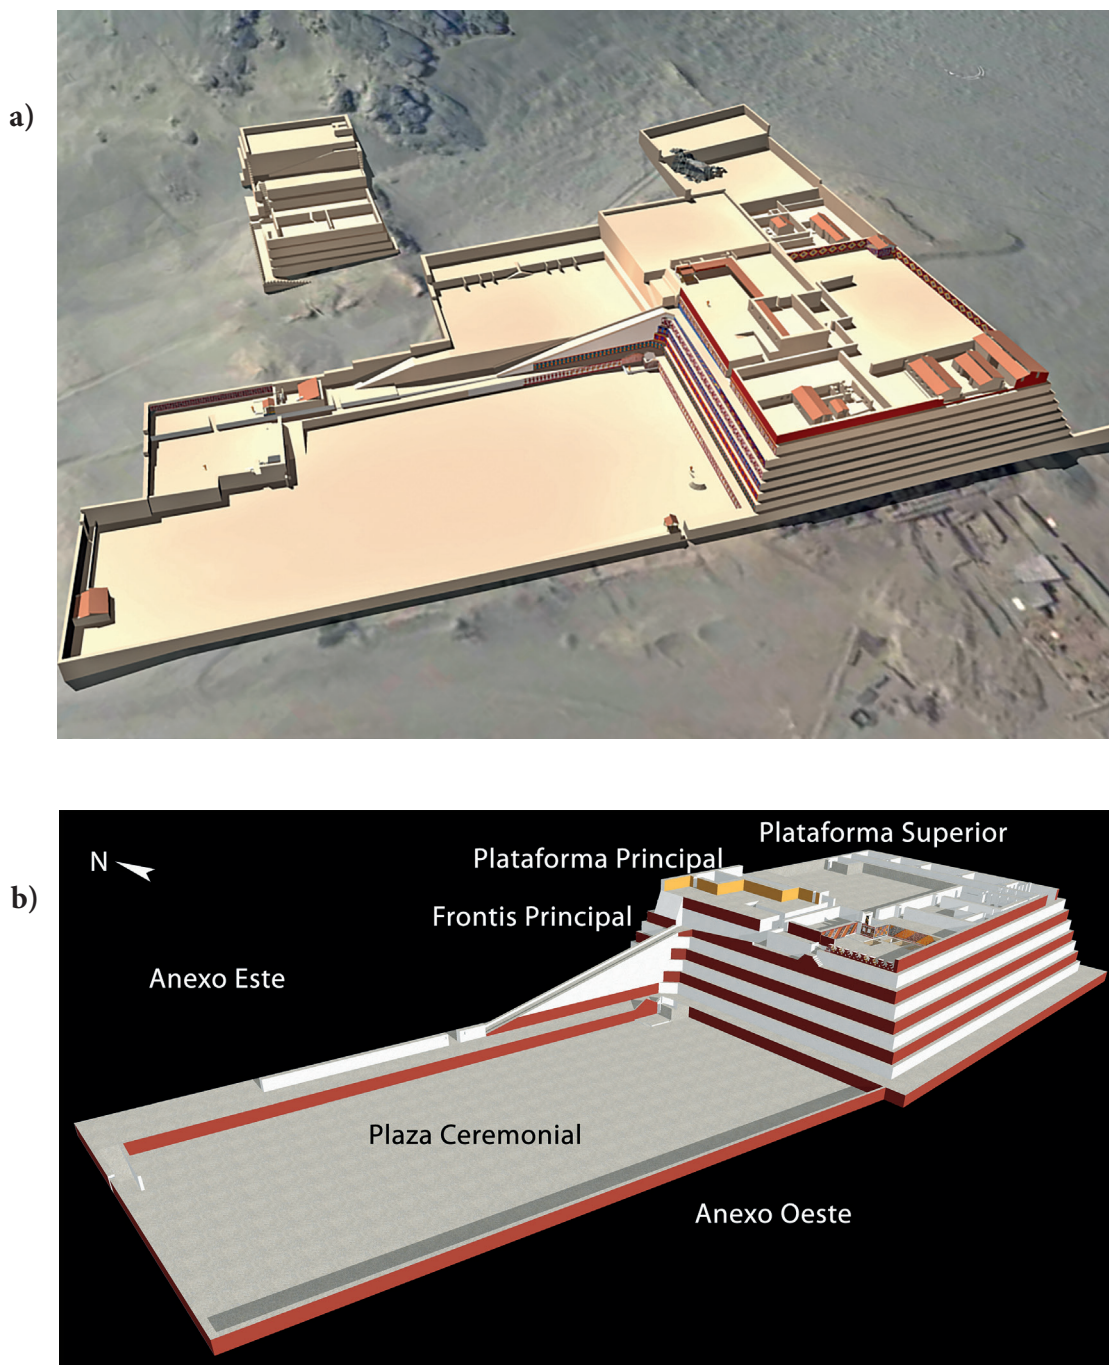 a)
b)
N
Plataforma Superior
Plataforma Principal
Frontis Principal
Anexo Este
Plaza Ceremonial
Anexo Oeste